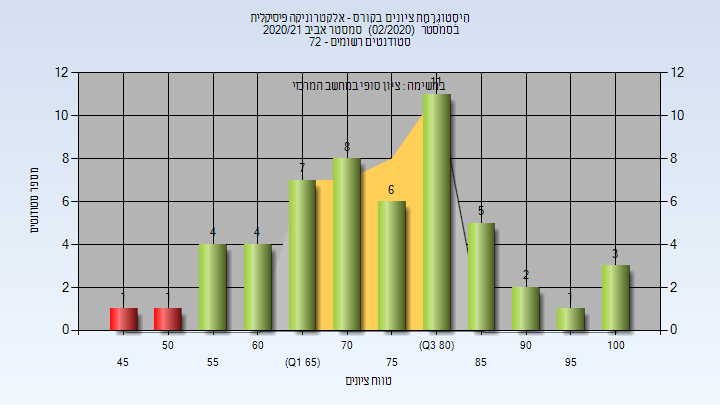 היסטוגרמת ציונים בקורס - אלקטרוניקה פיסיקלית
בסמסטר (02/2020) סמסטר אביב 2020/21
סטודנטים רשומים - 72
במשימה : ציון סופי במחשב המרכזי
מספר סטודנטים
12 12
10 10
8 8
6 6
4 4
2 2
0 0
1 1 4 4 7 8 6 11 5 2 1 3
50 60 70 (Q3 80) 90 100
45 55 (Q1 65) 75 85 95
טווח ציונים